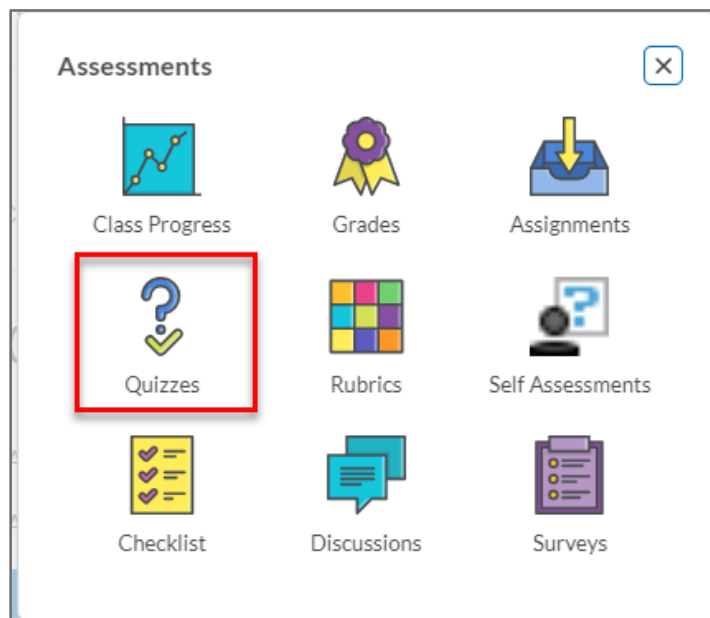 Assessments
Class Progress
Grades
Assignments
Quizzes
Rubrics
Self Assessments
Checklist
Discussions
Surveys